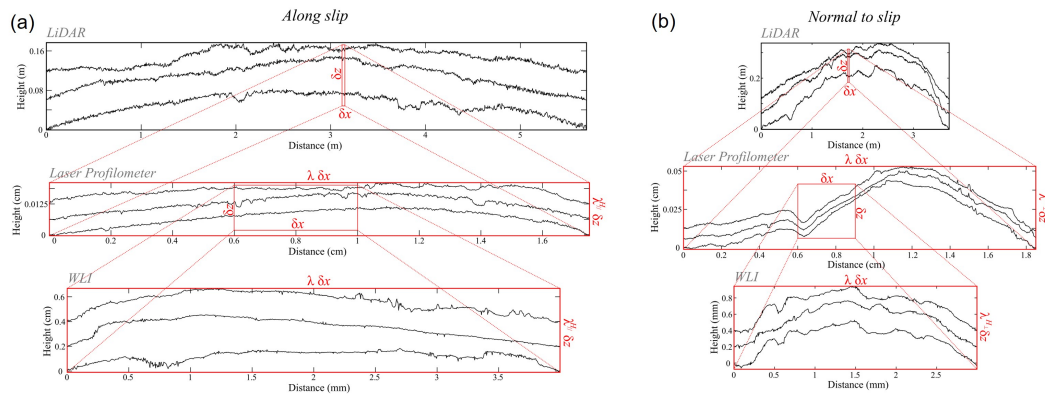 (a)
Along slip
LiDAR
Height (m)
0.16
0.08
0
δz
δx
0
1
2
3
4
5
Distance (m)
Laser Profilometer
λ δx
Height (cm)
0.0125
0
δz
δx
λ^H// δz
0
0.2
0.4
0.6
0.8
1
1.2
1.4
1.6
Distance (cm)
WLI
λ δx
Height (cm)
0.6
0.4
0.2
0
λ^H// δz
0
0.5
1
1.5
2
2.5
3
3.5
Distance (mm)
(b)
Normal to slip
LiDAR
Height (m)
0.2
0
δz
δx
0
1
2
3
Distance (m)
Laser Profilometer
λ δx
Height (cm)
0.05
0.025
0
δx
δz
λ δz
0
0.2
0.4
0.6
0.8
1
1.2
1.4
1.6
1.8
Distance (cm)
WLI
λ δx
Height (mm)
0.8
0.4
0
λ^H⊥ δz
0
0.5
1
1.5
2
2.5
Distance (mm)